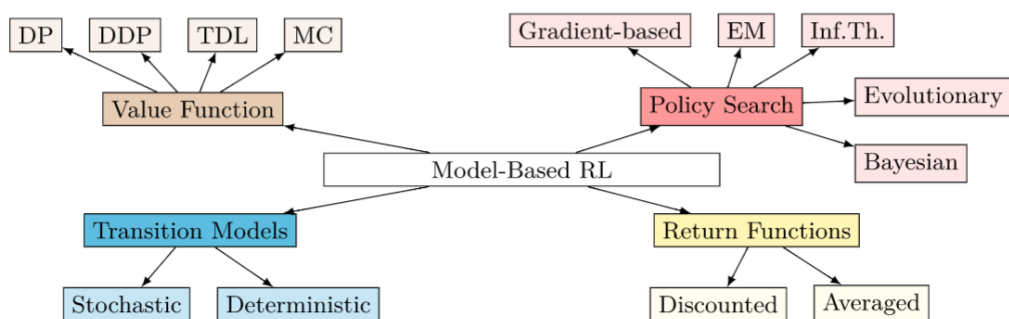 DP
DDP
TDL
MC
Gradient-based
EM
Inf.Th.
Value Function
Policy Search
Evolutionary
Bayesian
Model-Based RL
Transition Models
Return Functions
Stochastic
Deterministic
Discounted
Averaged